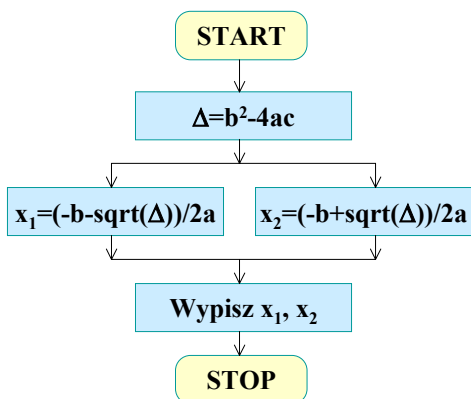 START
Δ=b²-4ac
x₁=(-b-sqrt(Δ))/2a
x₂=(-b+sqrt(Δ))/2a
Wypisz x₁, x₂
STOP